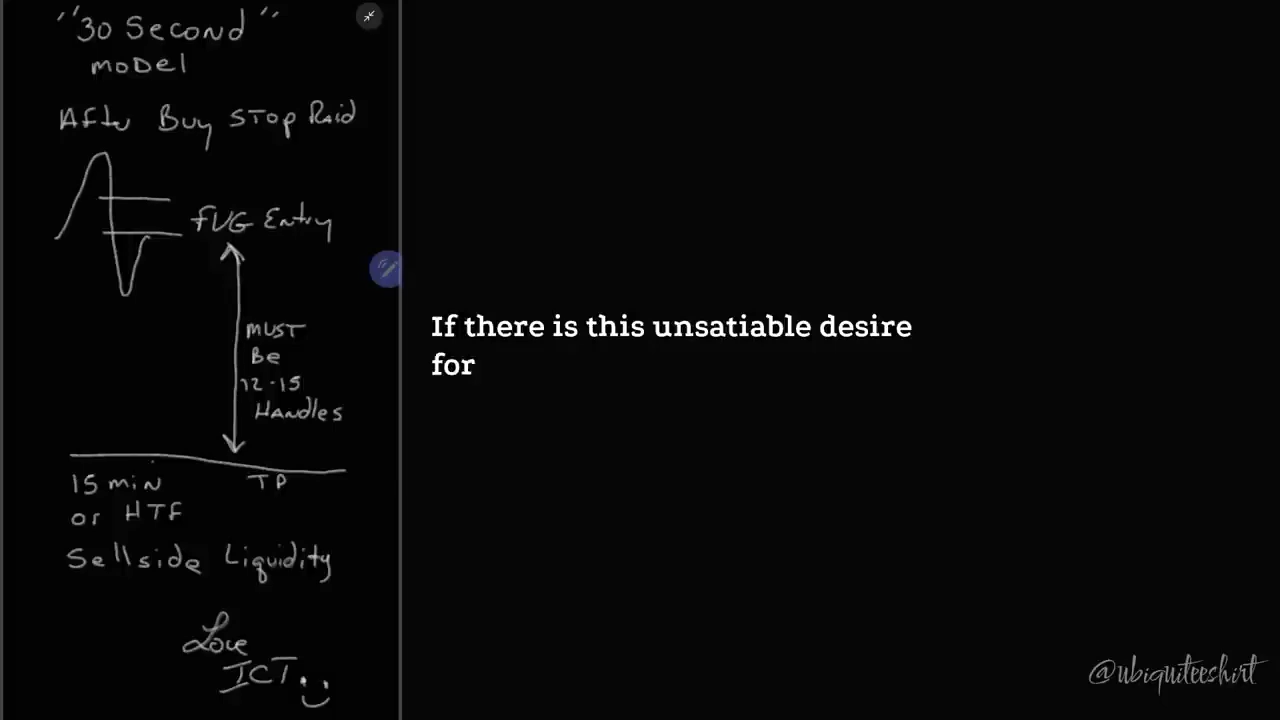 "30 Second"
moDel
After Buy STop Raid
FVG Entry
MUST
Be
12-15
HANdles
15 miN
TP
or HTF
Sellside Liquidity
Love
ICT
If there is this unsatiable desire
for
@ubiquiteeshirt